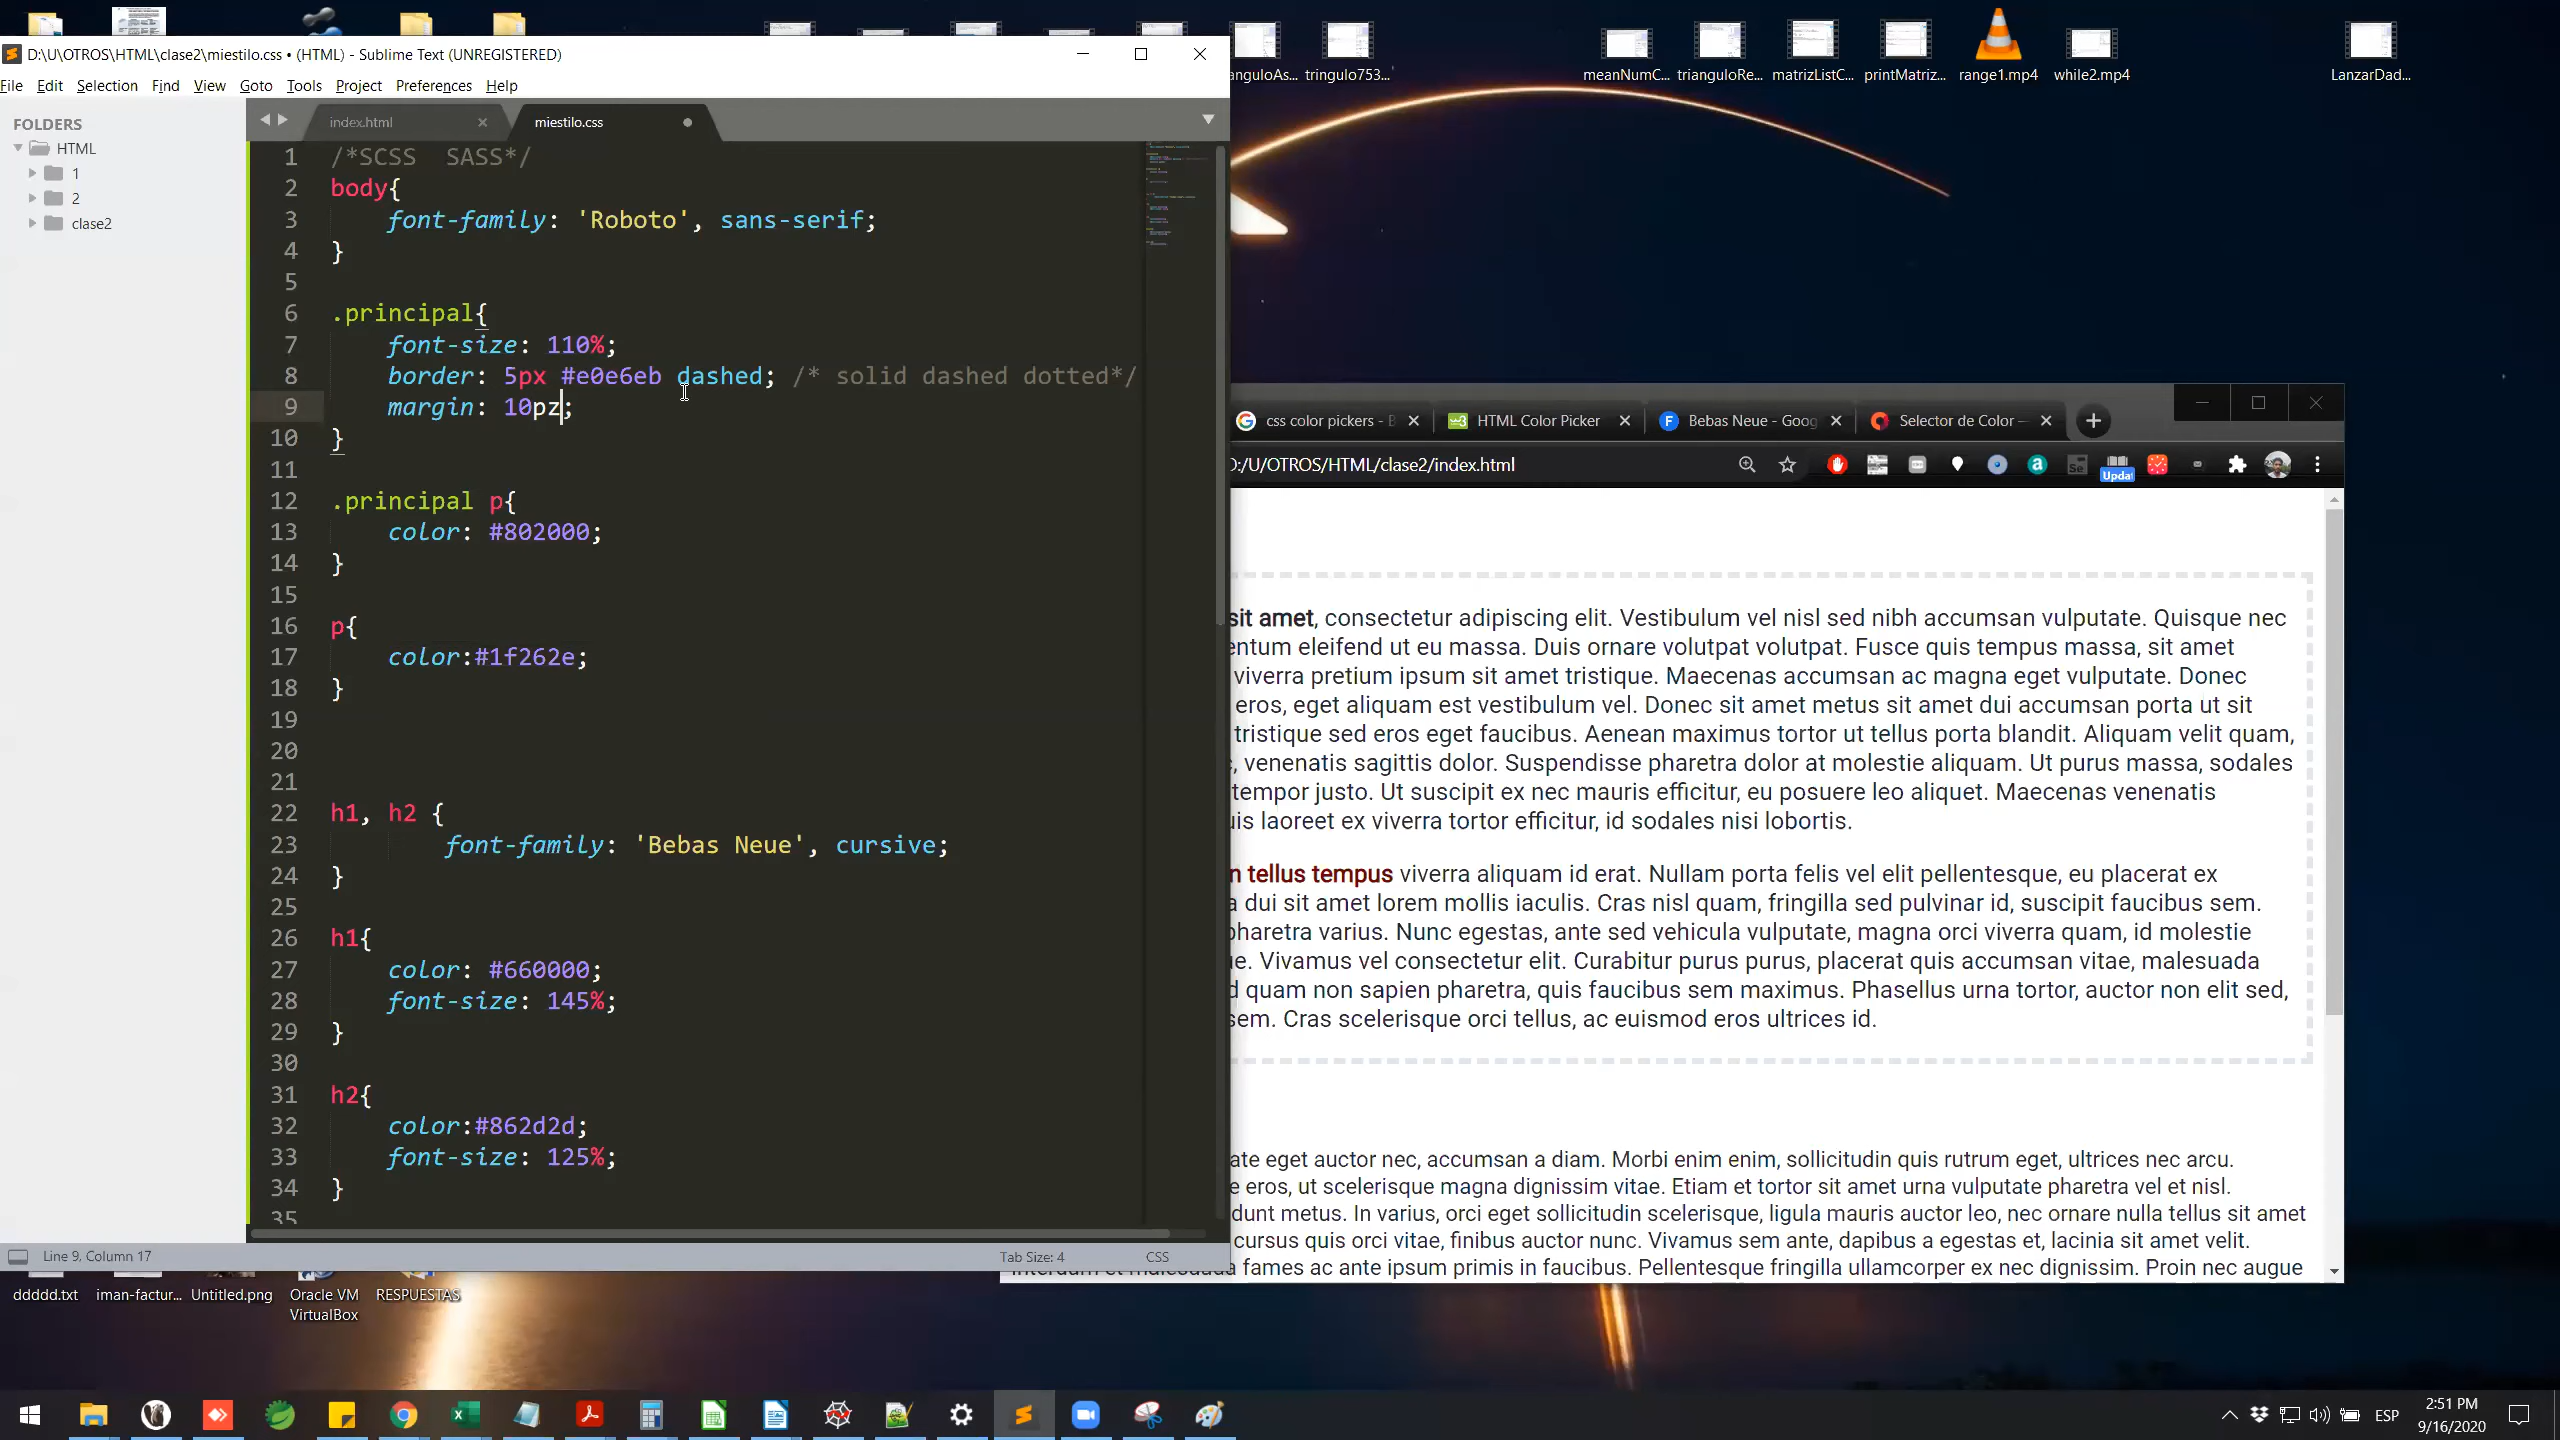 anguloAs...
tringulo753...
meanNumC...
trianguloRe...
matrizListC...
printMatriz...
range1.mp4
while2.mp4
LanzarDad...
D:\U\OTROS\HTML\clase2\miestilo.css • (HTML) - Sublime Text (UNREGISTERED)
File Edit Selection Find View Goto Tools Project Preferences Help
FOLDERS
HTML
1
2
clase2
index.html
miestilo.css
1 /*SCSS  SASS*/
2 body{
3     font-family: 'Roboto', sans-serif;
4 }
5
6 .principal{
7     font-size: 110%;
8     border: 5px #e0e6eb dashed; /* solid dashed dotted*/
9     margin: 10pz;
10 }
11
12 .principal p{
13     color: #802000;
14 }
15
16 p{
17     color:#1f262e;
18 }
19
20
21
22 h1, h2 {
23         font-family: 'Bebas Neue', cursive;
24 }
25
26 h1{
27     color: #660000;
28     font-size: 145%;
29 }
30
31 h2{
32     color:#862d2d;
33     font-size: 125%;
34 }
35
Line 9, Column 17
Tab Size: 4
CSS
css color pickers - B
HTML Color Picker
Bebas Neue - Goog
Selector de Color —
D:/U/OTROS/HTML/clase2/index.html
Se
Updat
sit amet, consectetur adipiscing elit. Vestibulum vel nisl sed nibh accumsan vulputate. Quisque nec
entum eleifend ut eu massa. Duis ornare volutpat volutpat. Fusce quis tempus massa, sit amet
viverra pretium ipsum sit amet tristique. Maecenas accumsan ac magna eget vulputate. Donec
eros, eget aliquam est vestibulum vel. Donec sit amet metus sit amet dui accumsan porta ut sit
tristique sed eros eget faucibus. Aenean maximus tortor ut tellus porta blandit. Aliquam velit quam,
, venenatis sagittis dolor. Suspendisse pharetra dolor at molestie aliquam. Ut purus massa, sodales
tempor justo. Ut suscipit ex nec mauris efficitur, eu posuere leo aliquet. Maecenas venenatis
uis laoreet ex viverra tortor efficitur, id sodales nisi lobortis.
n tellus tempus viverra aliquam id erat. Nullam porta felis vel elit pellentesque, eu placerat ex
a dui sit amet lorem mollis iaculis. Cras nisl quam, fringilla sed pulvinar id, suscipit faucibus sem.
pharetra varius. Nunc egestas, ante sed vehicula vulputate, magna orci viverra quam, id molestie
ue. Vivamus vel consectetur elit. Curabitur purus purus, placerat quis accumsan vitae, malesuada
d quam non sapien pharetra, quis faucibus sem maximus. Phasellus urna tortor, auctor non elit sed,
sem. Cras scelerisque orci tellus, ac euismod eros ultrices id.
ate eget auctor nec, accumsan a diam. Morbi enim enim, sollicitudin quis rutrum eget, ultrices nec arcu.
e eros, ut scelerisque magna dignissim vitae. Etiam et tortor sit amet urna vulputate pharetra vel et nisl.
dunt metus. In varius, orci eget sollicitudin scelerisque, ligula mauris auctor leo, nec ornare nulla tellus sit amet
cursus quis orci vitae, finibus auctor nunc. Vivamus sem ante, dapibus a egestas et, lacinia sit amet velit.
fames ac ante ipsum primis in faucibus. Pellentesque fringilla ullamcorper ex nec dignissim. Proin nec augue
ddddd.txt
iman-factur...
Untitled.png
Oracle VM
VirtualBox
RESPUESTAS
ESP
2:51 PM
9/16/2020